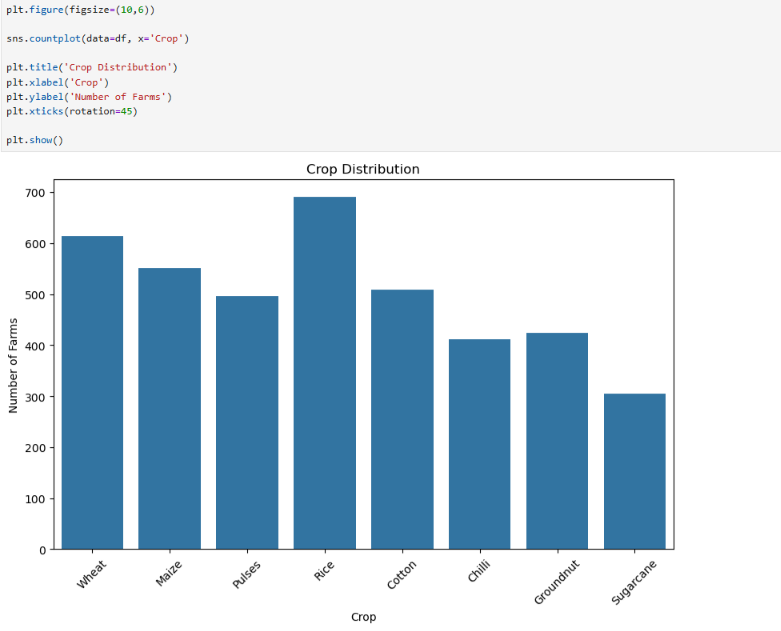 plt.figure(figsize=(10,6))
sns.countplot(data=df, x='Crop')
plt.title('Crop Distribution')
plt.xlabel('Crop')
plt.ylabel('Number of Farms')
plt.xticks(rotation=45)
plt.show()
Crop Distribution
700
600
500
400
300
200
100
0
Number of Farms
Wheat
Maize
Pulses
Rice
Cotton
Chilli
Groundnut
Sugarcane
Crop